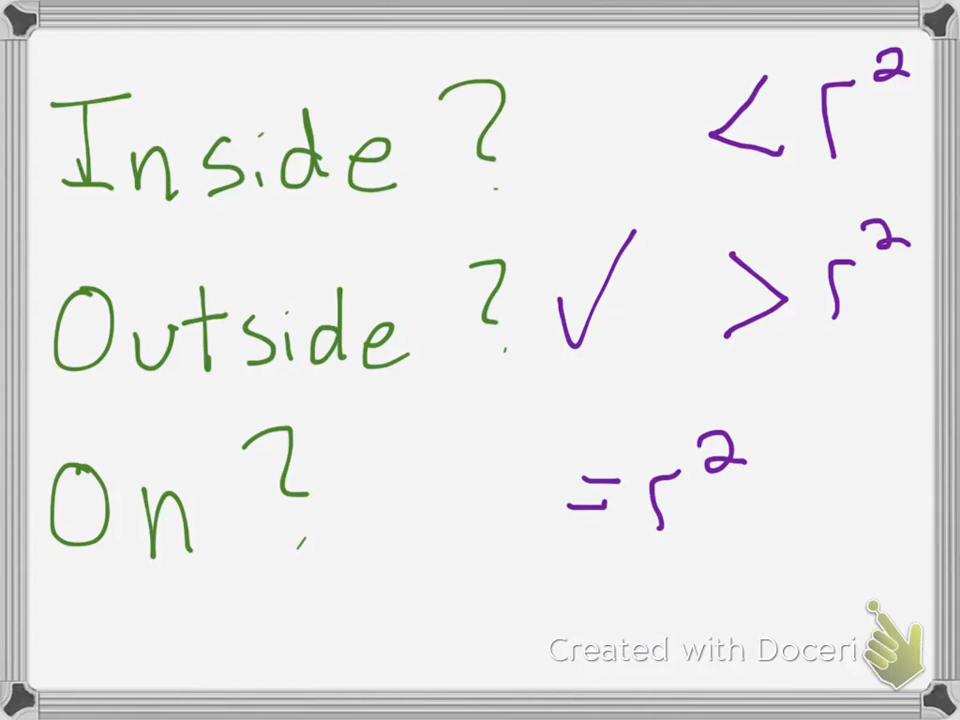 Inside ? < r²
Outside ? ✓ > r²
On ? = r²
Created with Doceri